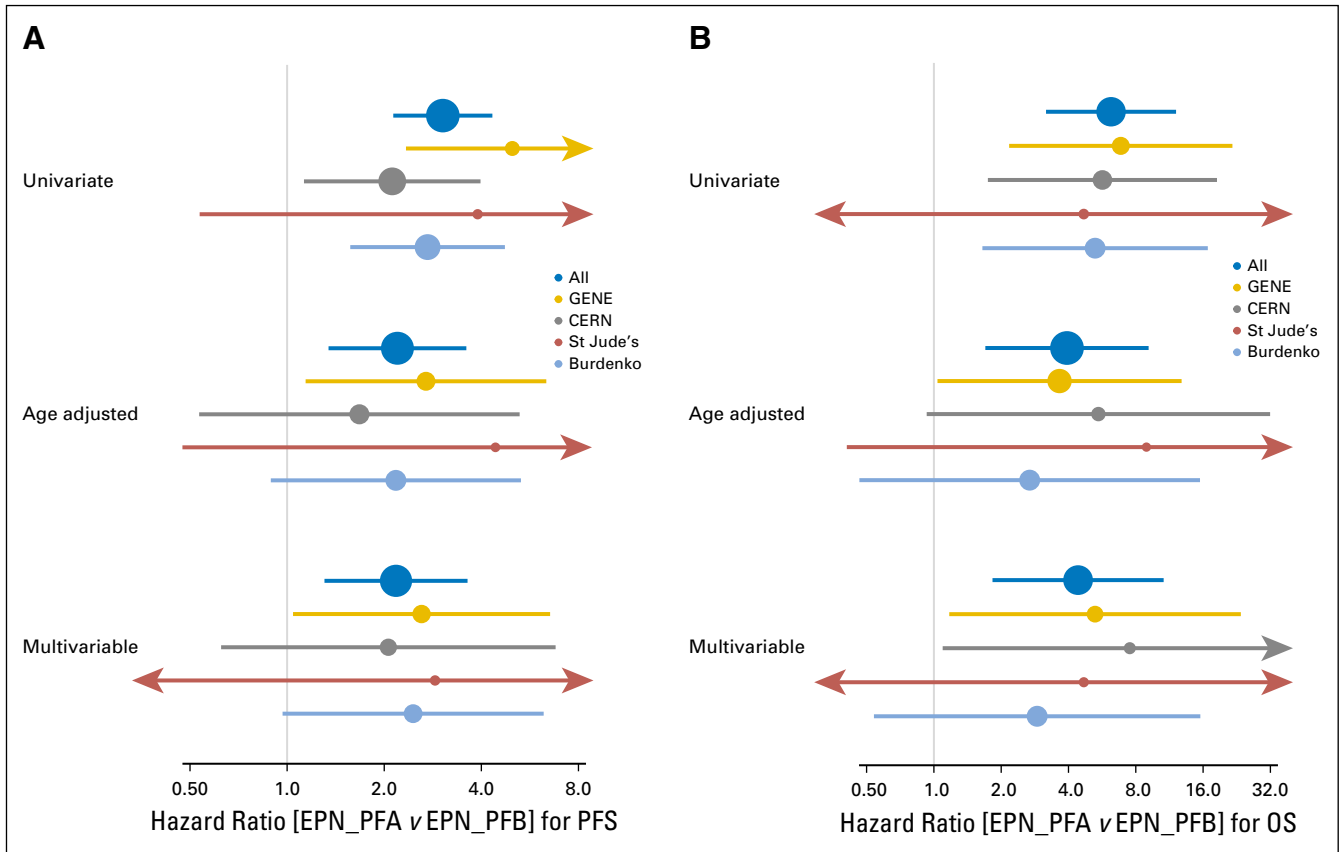 A
Univariate
Age adjusted
Multivariable
All
GENE
CERN
St Jude's
Burdenko
0.50 1.0 2.0 4.0 8.0
Hazard Ratio [EPN_PFA v EPN_PFB] for PFS
B
Univariate
Age adjusted
Multivariable
All
GENE
CERN
St Jude's
Burdenko
0.50 1.0 2.0 4.0 8.0 16.0 32.0
Hazard Ratio [EPN_PFA v EPN_PFB] for OS